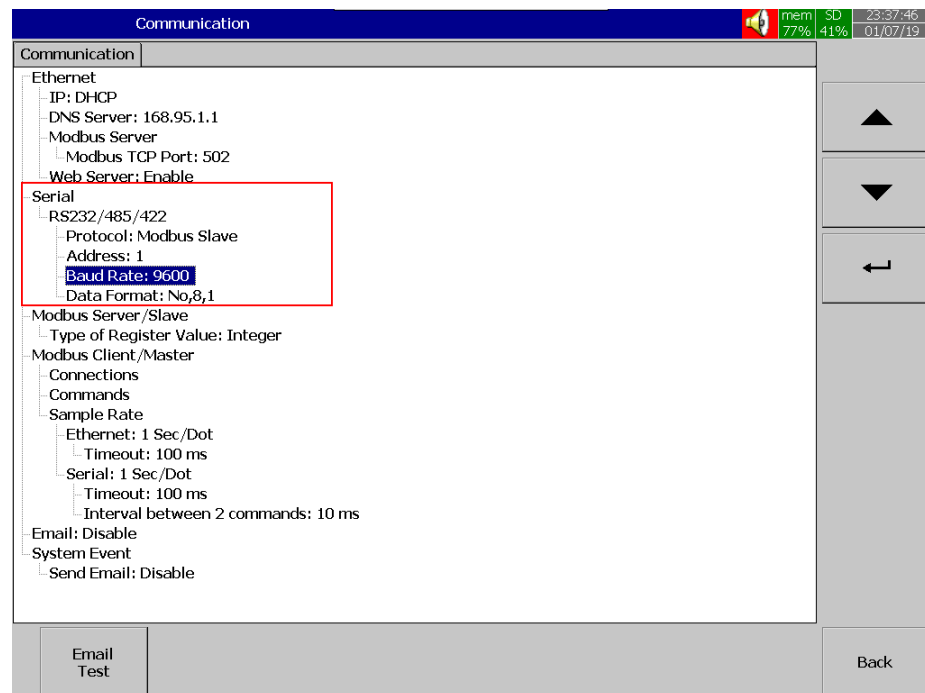 Communication
mem SD 23:37:46
77% 41% 01/07/19
Communication
Ethernet
IP: DHCP
DNS Server: 168.95.1.1
Modbus Server
Modbus TCP Port: 502
Web Server: Enable
Serial
RS232/485/422
Protocol: Modbus Slave
Address: 1
Baud Rate: 9600
Data Format: No,8,1
Modbus Server/Slave
Type of Register Value: Integer
Modbus Client/Master
Connections
Commands
Sample Rate
Ethernet: 1 Sec/Dot
Timeout: 100 ms
Serial: 1 Sec/Dot
Timeout: 100 ms
Interval between 2 commands: 10 ms
Email: Disable
System Event
Send Email: Disable
Email
Test
Back